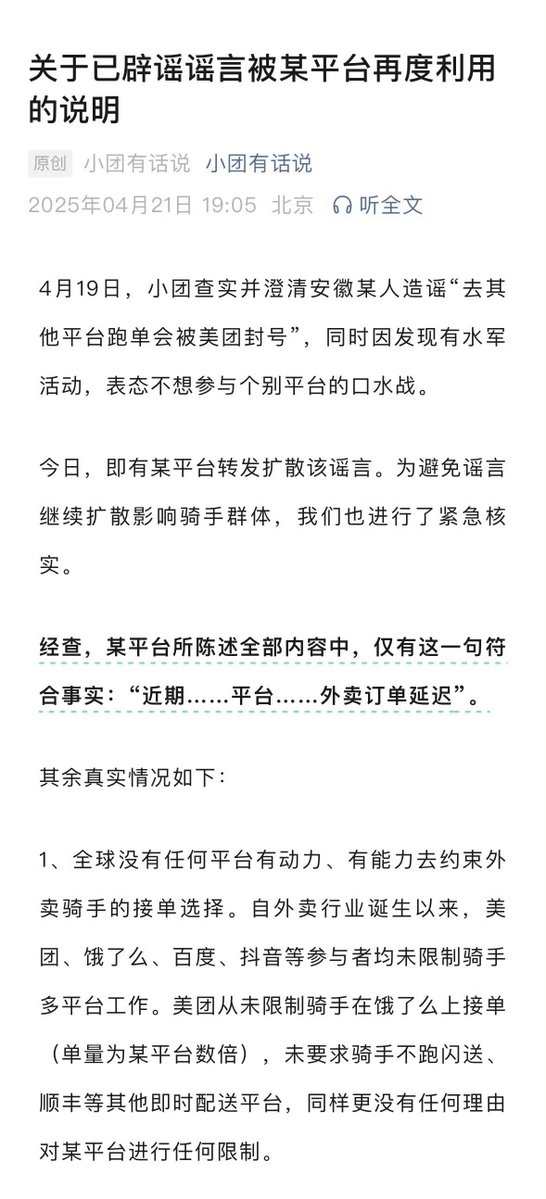 关于已辟谣谣言被某平台再度利用
的说明
原创 小团有话说 小团有话说
2025年04月21日 19:05 北京 听全文
4月19日，小团查实并澄清安徽某人造谣“去其
他平台跑单会被美团封号”，同时因发现有水军
活动，表态不想参与个别平台的口水战。
今日，即有某平台转发扩散该谣言。为避免谣言
继续扩散影响骑手群体，我们也进行了紧急核
实。
经查，某平台所陈述全部内容中，仅有这一句符
合事实：“近期……平台……外卖订单延迟”。
其余真实情况如下：
1、全球没有任何平台有动力、有能力去约束外
卖骑手的接单选择。自外卖行业诞生以来，美
团、饿了么、百度、抖音等参与者均未限制骑手
多平台工作。美团从未限制骑手在饿了么上接单
（单量为某平台数倍），未要求骑手不跑闪送、
顺丰等其他即时配送平台，同样更没有任何理由
对某平台进行任何限制。